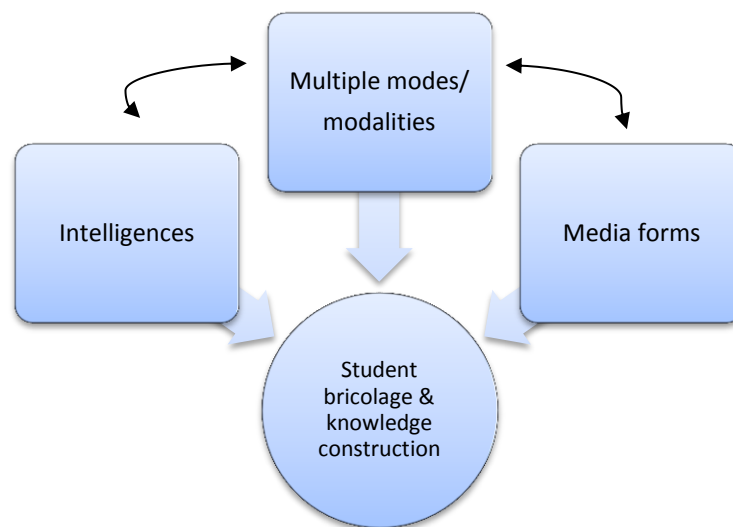 Multiple modes/
modalities
Intelligences
Media forms
Student
bricolage &
knowledge
construction